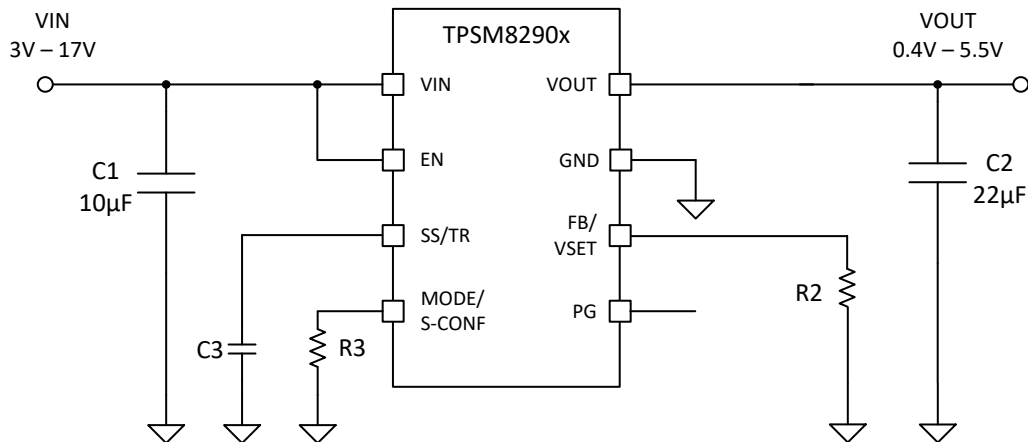 VIN
3V – 17V
TPSM8290x
VOUT
0.4V – 5.5V
VIN
VOUT
EN
GND
C1
10µF
C2
22µF
SS/TR
FB/
VSET
MODE/
S-CONF
PG
R2
C3
R3